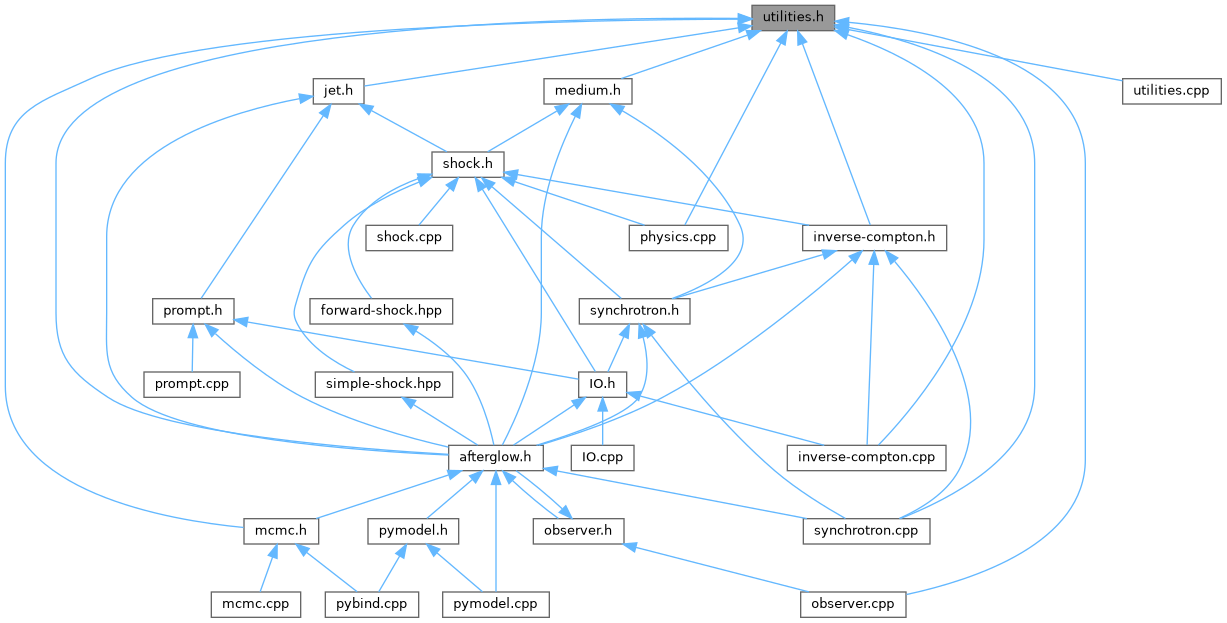 utilities.h
jet.h
medium.h
utilities.cpp
shock.h
shock.cpp
physics.cpp
inverse-compton.h
prompt.h
forward-shock.hpp
synchrotron.h
prompt.cpp
simple-shock.hpp
IO.h
afterglow.h
IO.cpp
inverse-compton.cpp
mcmc.h
pymodel.h
observer.h
synchrotron.cpp
mcmc.cpp
pybind.cpp
pymodel.cpp
observer.cpp